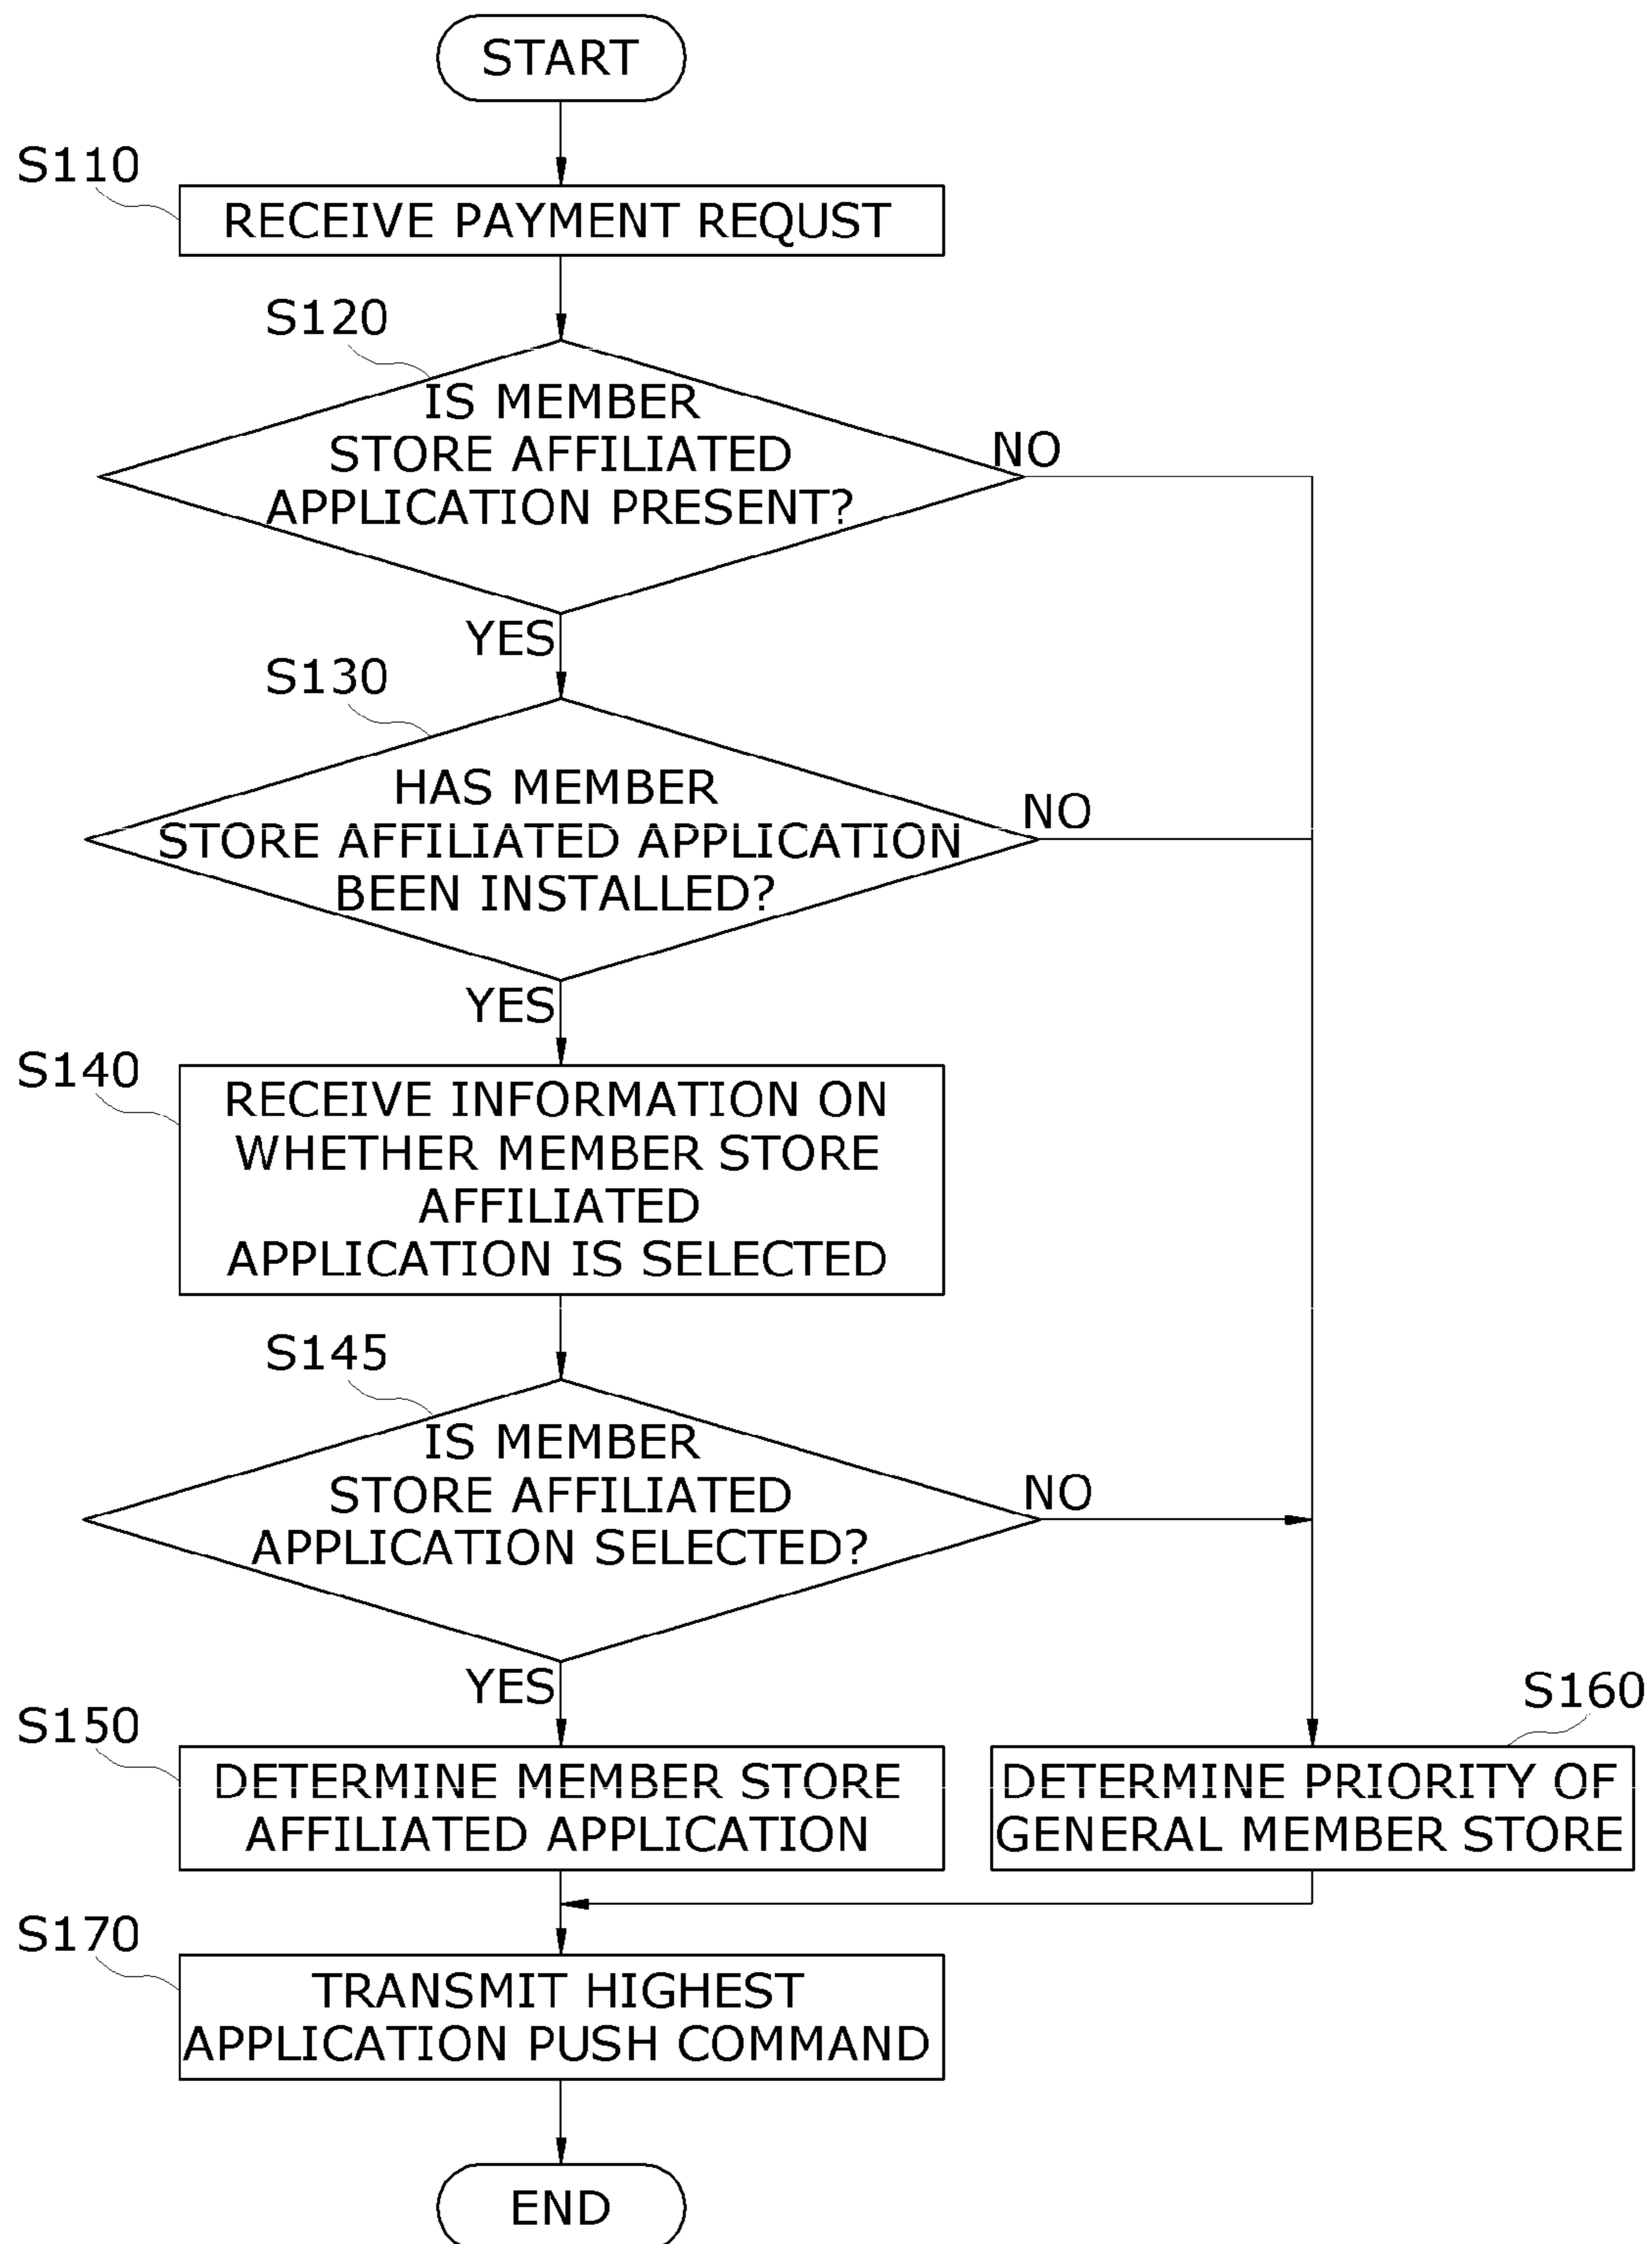 START
S110
RECEIVE PAYMENT REQUST
S120
IS MEMBER
STORE AFFILIATED
APPLICATION PRESENT?
NO
YES
S130
HAS MEMBER
STORE AFFILIATED APPLICATION
BEEN INSTALLED?
NO
YES
S140
RECEIVE INFORMATION ON
WHETHER MEMBER STORE
AFFILIATED
APPLICATION IS SELECTED
S145
IS MEMBER
STORE AFFILIATED
APPLICATION SELECTED?
NO
YES
S150
DETERMINE MEMBER STORE
AFFILIATED APPLICATION
S160
DETERMINE PRIORITY OF
GENERAL MEMBER STORE
S170
TRANSMIT HIGHEST
APPLICATION PUSH COMMAND
END